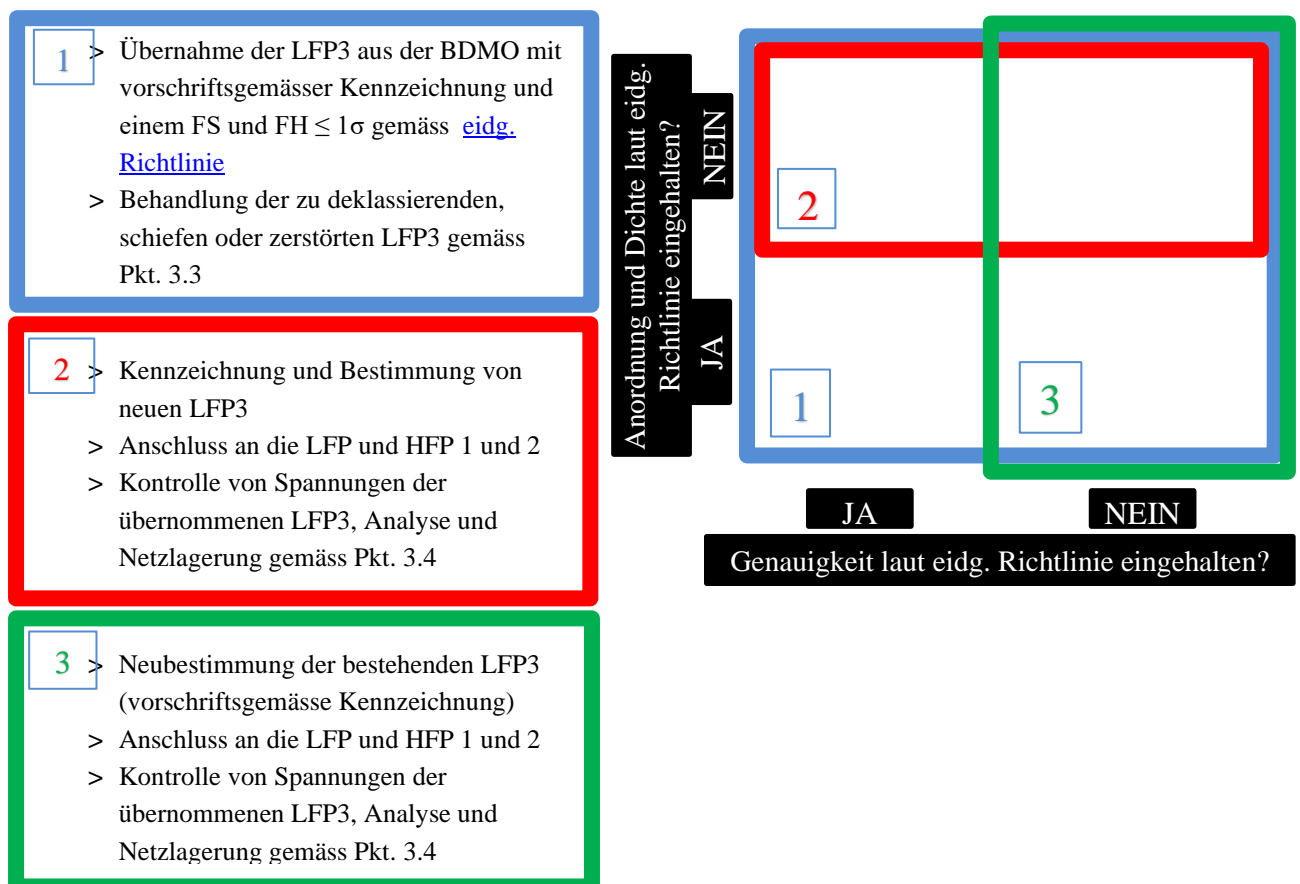 1
> Übernahme der LFP3 aus der BDMO mit
vorschriftsgemässer Kennzeichnung und
einem FS und FH ≤ 1σ gemäss eidg.
Richtlinie
> Behandlung der zu deklassierenden,
schiefen oder zerstörten LFP3 gemäss
Pkt. 3.3
2
> Kennzeichnung und Bestimmung von
neuen LFP3
> Anschluss an die LFP und HFP 1 und 2
> Kontrolle von Spannungen der
übernommenen LFP3, Analyse und
Netzlagerung gemäss Pkt. 3.4
3
> Neubestimmung der bestehenden LFP3
(vorschriftsgemässe Kennzeichnung)
> Anschluss an die LFP und HFP 1 und 2
> Kontrolle von Spannungen der
übernommenen LFP3, Analyse und
Netzlagerung gemäss Pkt. 3.4
Anordnung und Dichte laut eidg.
Richtlinie eingehalten?
NEIN
JA
2
1
3
JA
NEIN
Genauigkeit laut eidg. Richtlinie eingehalten?